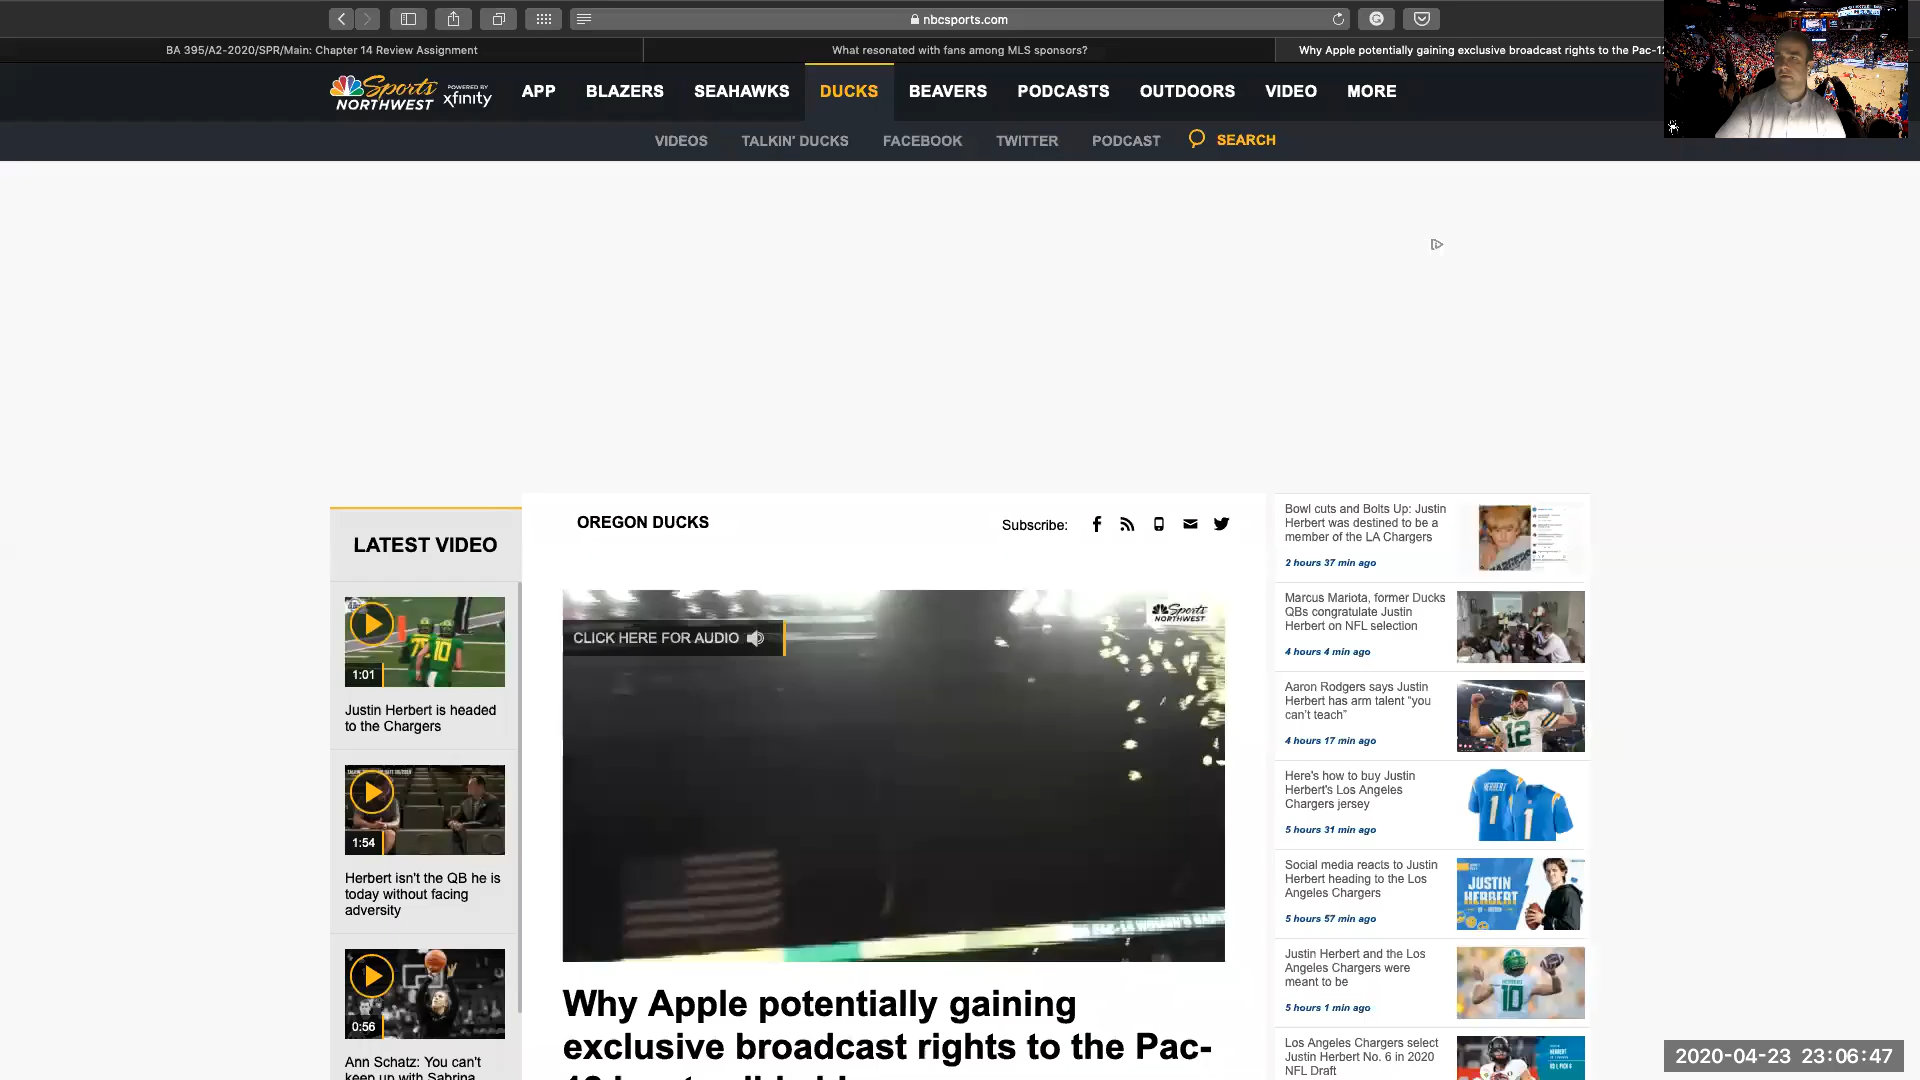 nbcsports.com
BA 395/A2-2020/SPR/Main: Chapter 14 Review Assignment
What resonated with fans among MLS sponsors?
Why Apple potentially gaining exclusive broadcast rights to the Pac-12
Sports
NORTHWEST
POWERED BY
xfinity
APP
BLAZERS
SEAHAWKS
DUCKS
BEAVERS
PODCASTS
OUTDOORS
VIDEO
MORE
VIDEOS
TALKIN' DUCKS
FACEBOOK
TWITTER
PODCAST
SEARCH
LATEST VIDEO
1:01
Justin Herbert is headed
to the Chargers
1:54
Herbert isn't the QB he is
today without facing
adversity
0:56
Ann Schatz: You can't
keep up with Sabrina
OREGON DUCKS
Subscribe:
CLICK HERE FOR AUDIO
Sports
NORTHWEST
Why Apple potentially gaining
exclusive broadcast rights to the Pac-
Bowl cuts and Bolts Up: Justin
Herbert was destined to be a
member of the LA Chargers
2 hours 37 min ago
Marcus Mariota, former Ducks
QBs congratulate Justin
Herbert on NFL selection
4 hours 4 min ago
Aaron Rodgers says Justin
Herbert has arm talent “you
can’t teach”
4 hours 17 min ago
12
Here's how to buy Justin
Herbert's Los Angeles
Chargers jersey
5 hours 31 min ago
Social media reacts to Justin
Herbert heading to the Los
Angeles Chargers
5 hours 57 min ago
JUSTIN
HERBERT
Justin Herbert and the Los
Angeles Chargers were
meant to be
5 hours 1 min ago
10
Los Angeles Chargers select
Justin Herbert No. 6 in 2020
NFL Draft
2020-04-23 23:06:47